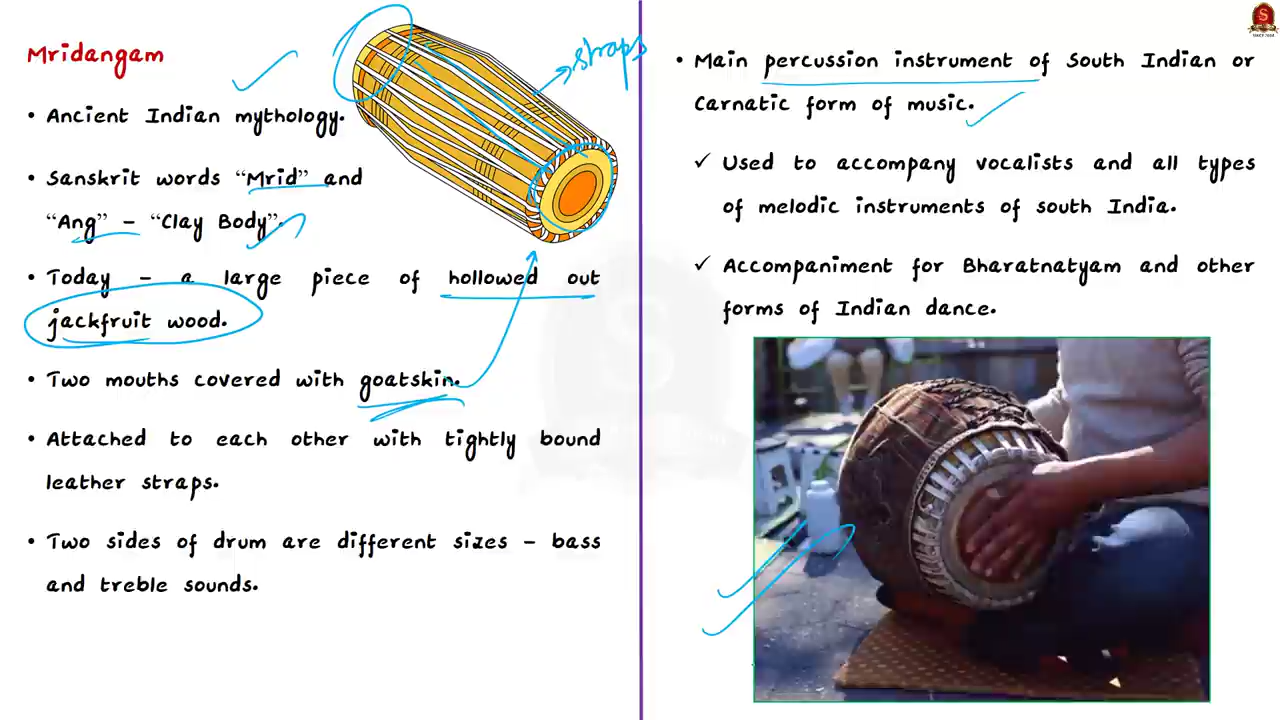 Mridangam
• Ancient Indian mythology.
• Sanskrit words “Mrid” and
“Ang” – “Clay Body”.
• Today – a large piece of hollowed out
jackfruit wood.
• Two mouths covered with goatskin.
• Attached to each other with tightly bound
leather straps.
• Two sides of drum are different sizes – bass
and treble sounds.
straps
• Main percussion instrument of South Indian or
Carnatic form of music.
✓ Used to accompany vocalists and all types
of melodic instruments of south India.
✓ Accompaniment for Bharatnatyam and other
forms of Indian dance.